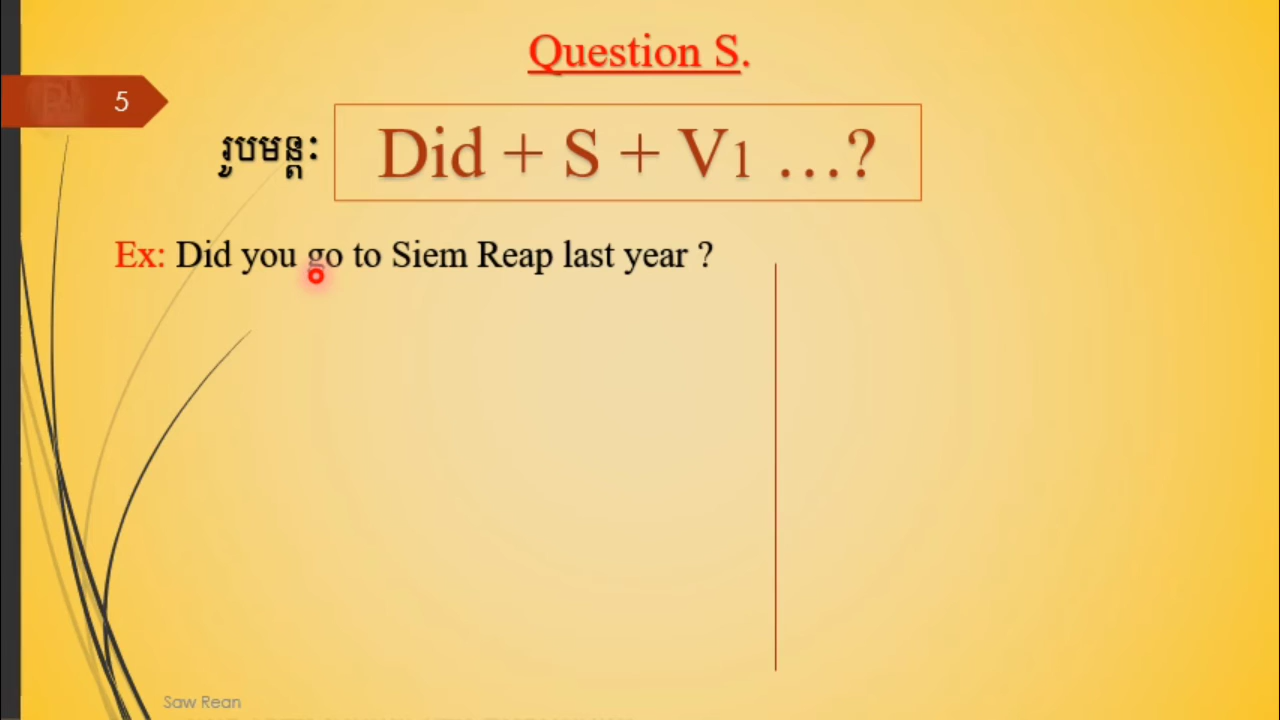 Question S.
5
រូបមន្តៈ Did + S + V1 ...?
Ex: Did you go to Siem Reap last year ?
Saw Rean